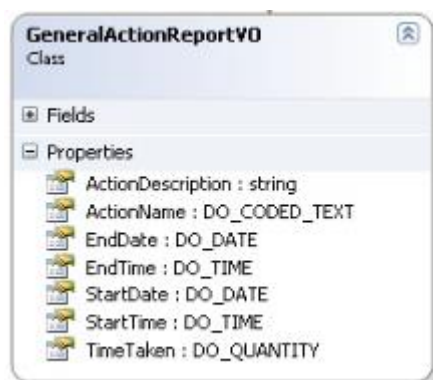 GeneralActionReportVO
Class
Fields
Properties
ActionDescription : string
ActionName : DO_CODED_TEXT
EndDate : DO_DATE
EndTime : DO_TIME
StartDate : DO_DATE
StartTime : DO_TIME
TimeTaken : DO_QUANTITY